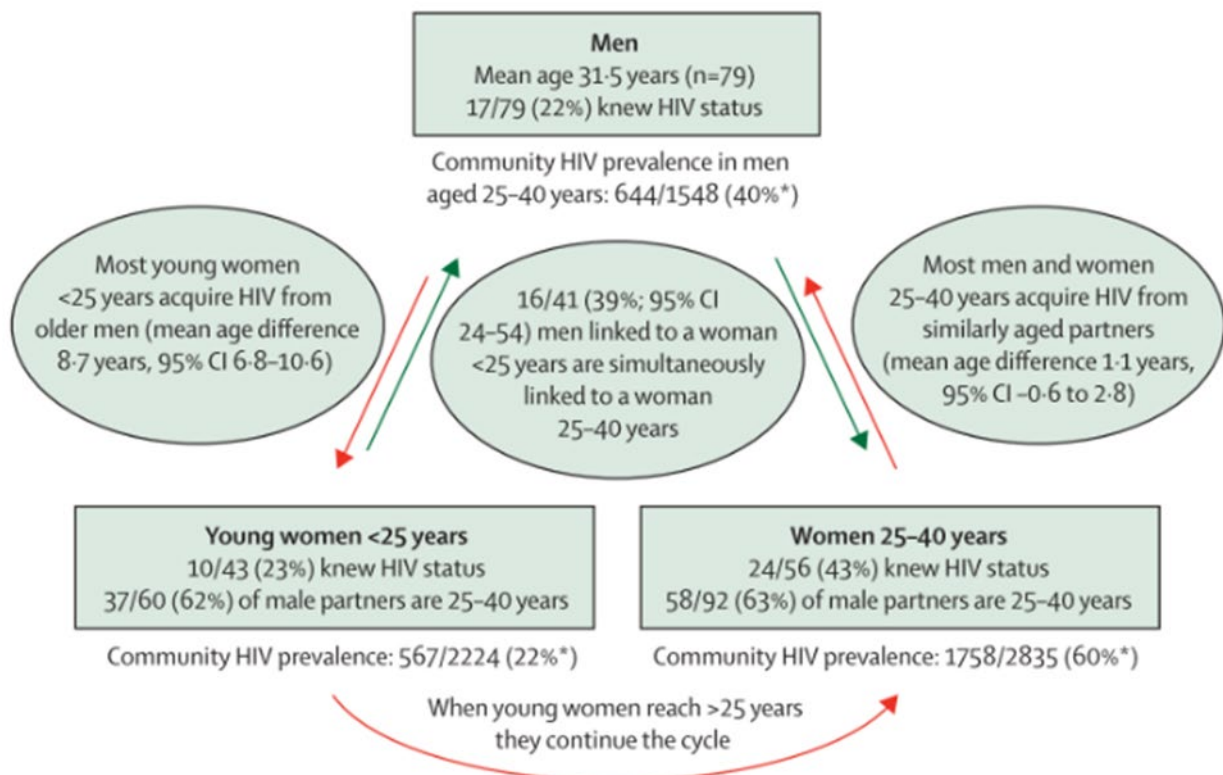 Men
Mean age 31·5 years (n=79)
17/79 (22%) knew HIV status
Community HIV prevalence in men
aged 25–40 years: 644/1548 (40%*)
Most young women
<25 years acquire HIV from
older men (mean age difference
8·7 years, 95% CI 6·8–10·6)
16/41 (39%; 95% CI
24–54) men linked to a woman
<25 years are simultaneously
linked to a woman
25–40 years
Most men and women
25–40 years acquire HIV from
similarly aged partners
(mean age difference 1·1 years,
95% CI –0·6 to 2·8)
Young women <25 years
10/43 (23%) knew HIV status
37/60 (62%) of male partners are 25–40 years
Community HIV prevalence: 567/2224 (22%*)
Women 25–40 years
24/56 (43%) knew HIV status
58/92 (63%) of male partners are 25–40 years
Community HIV prevalence: 1758/2835 (60%*)
When young women reach >25 years
they continue the cycle